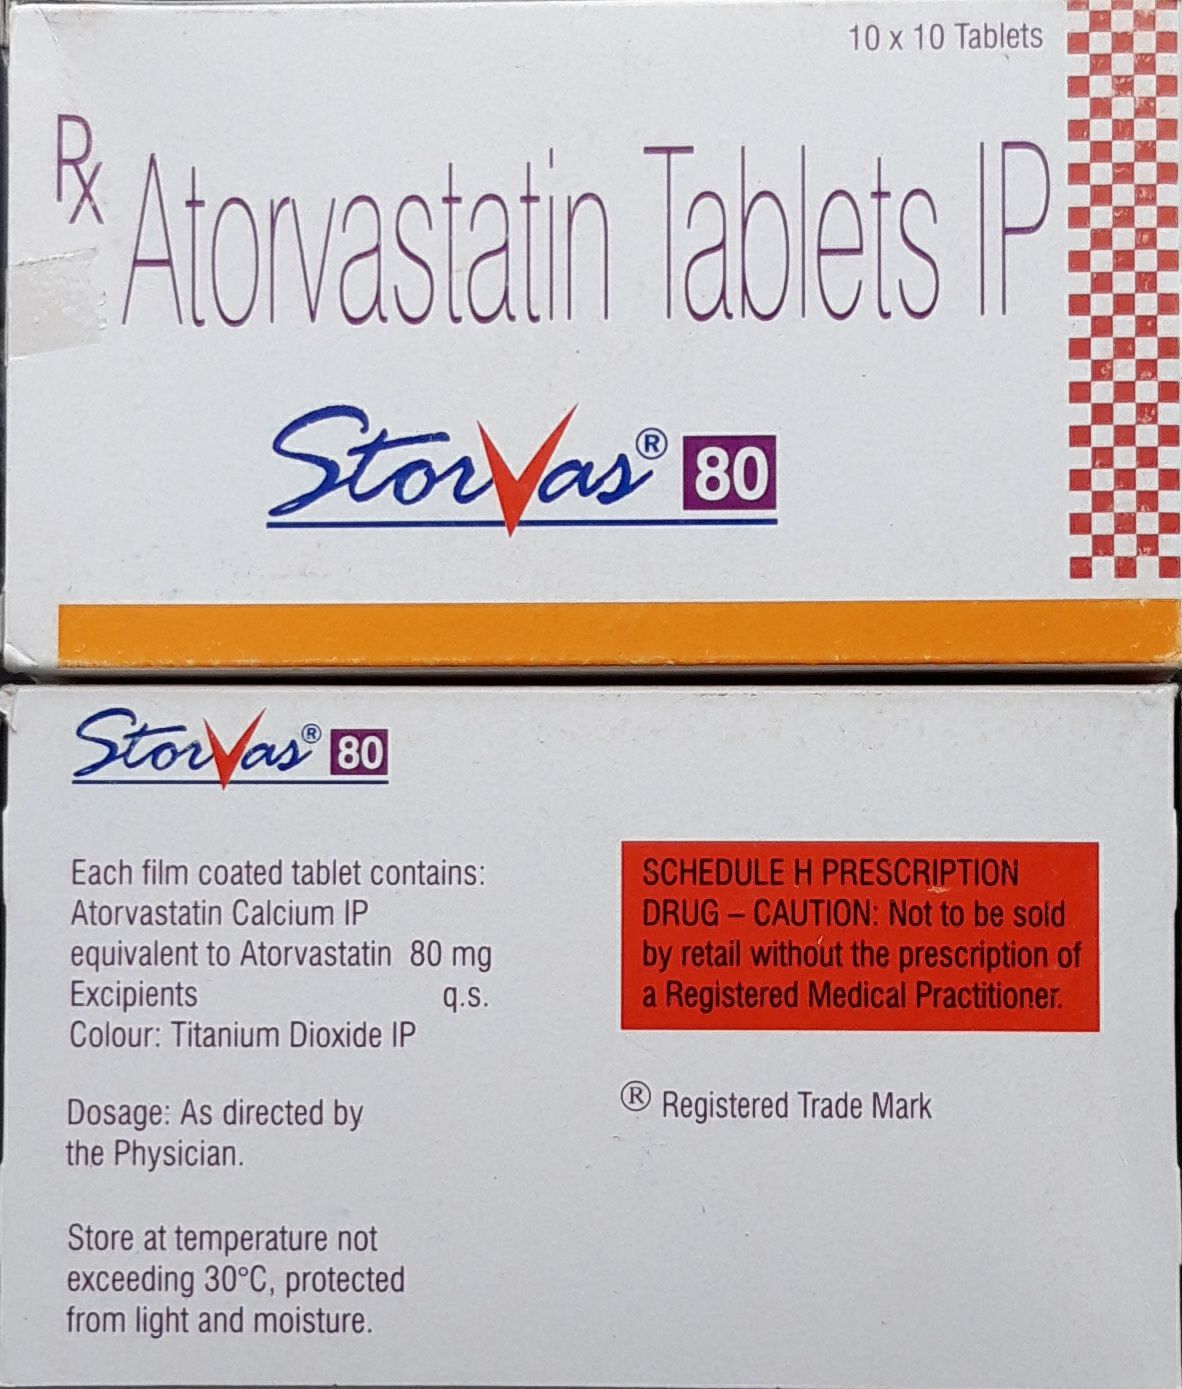 10 x 10 Tablets
Rx Atorvastatin Tablets IP
Storvas® 80
Storvas® 80
Each film coated tablet contains:
Atorvastatin Calcium IP
equivalent to Atorvastatin 80 mg
Excipients q.s.
Colour: Titanium Dioxide IP
Dosage: As directed by
the Physician.
Store at temperature not
exceeding 30°C, protected
from light and moisture.
SCHEDULE H PRESCRIPTION
DRUG – CAUTION: Not to be sold
by retail without the prescription of
a Registered Medical Practitioner.
® Registered Trade Mark